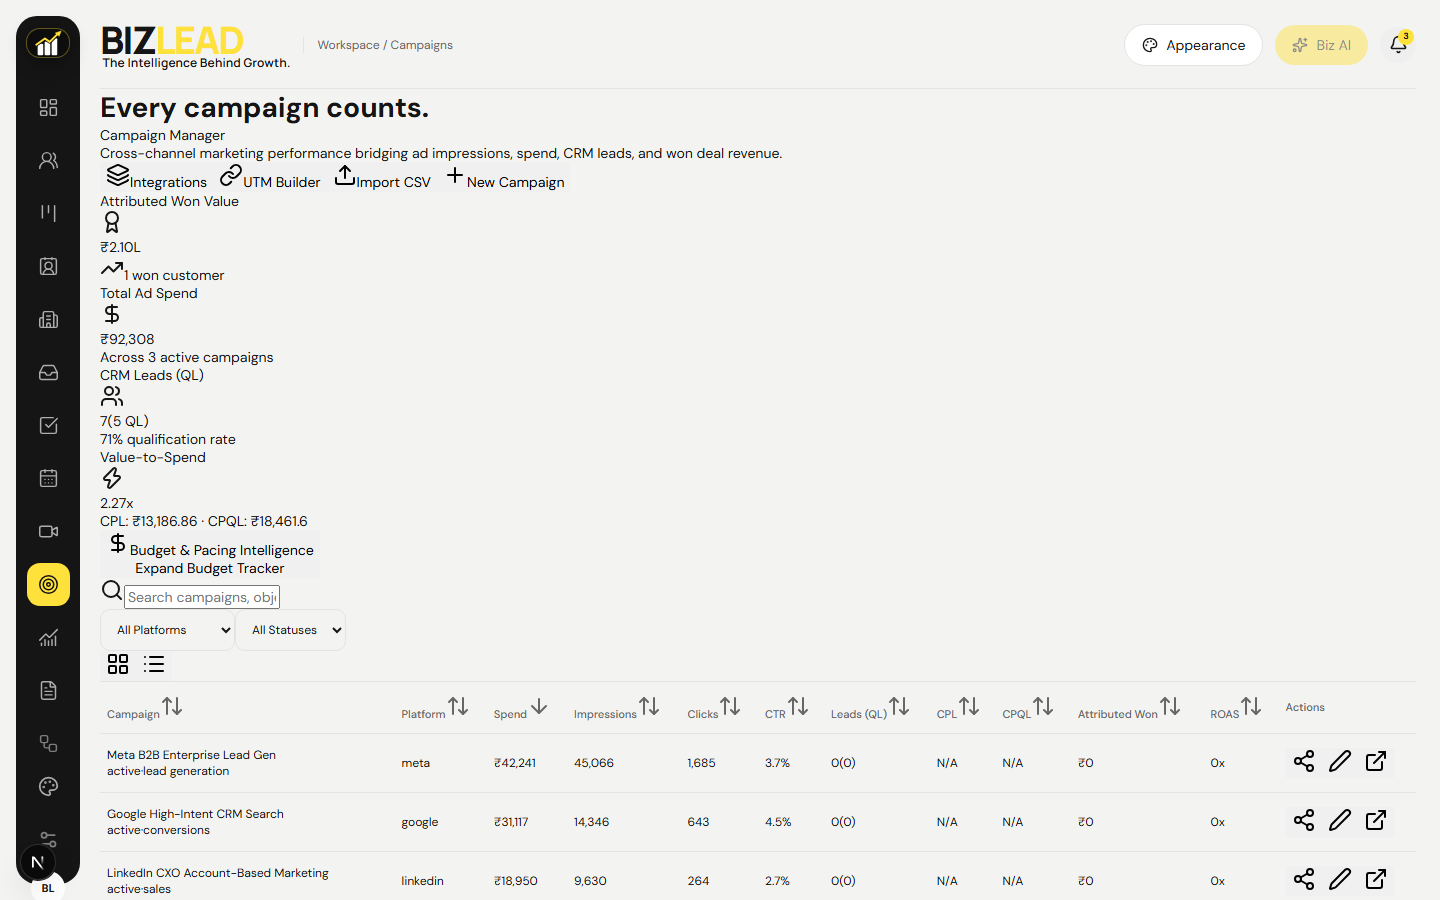 BIZLEAD
The Intelligence Behind Growth.
Workspace / Campaigns
Appearance
Biz AI
3
Every campaign counts.
Campaign Manager
Cross-channel marketing performance bridging ad impressions, spend, CRM leads, and won deal revenue.
Integrations UTM Builder Import CSV New Campaign
Attributed Won Value
₹2.10L
1 won customer
Total Ad Spend
₹92,308
Across 3 active campaigns
CRM Leads (QL)
7(5 QL)
71% qualification rate
Value-to-Spend
2.27x
CPL: ₹13,186.86 · CPQL: ₹18,461.6
Budget & Pacing Intelligence
Expand Budget Tracker
Search campaigns, obj
All Platforms All Statuses
Campaign Platform Spend Impressions Clicks CTR Leads (QL) CPL CPQL Attributed Won ROAS Actions
Meta B2B Enterprise Lead Gen
active·lead generation
meta ₹42,241 45,066 1,685 3.7% 0(0) N/A N/A ₹0 0x
Google High-Intent CRM Search
active·conversions
google ₹31,117 14,346 643 4.5% 0(0) N/A N/A ₹0 0x
LinkedIn CXO Account-Based Marketing
active·sales
linkedin ₹18,950 9,630 264 2.7% 0(0) N/A N/A ₹0 0x
N
BL